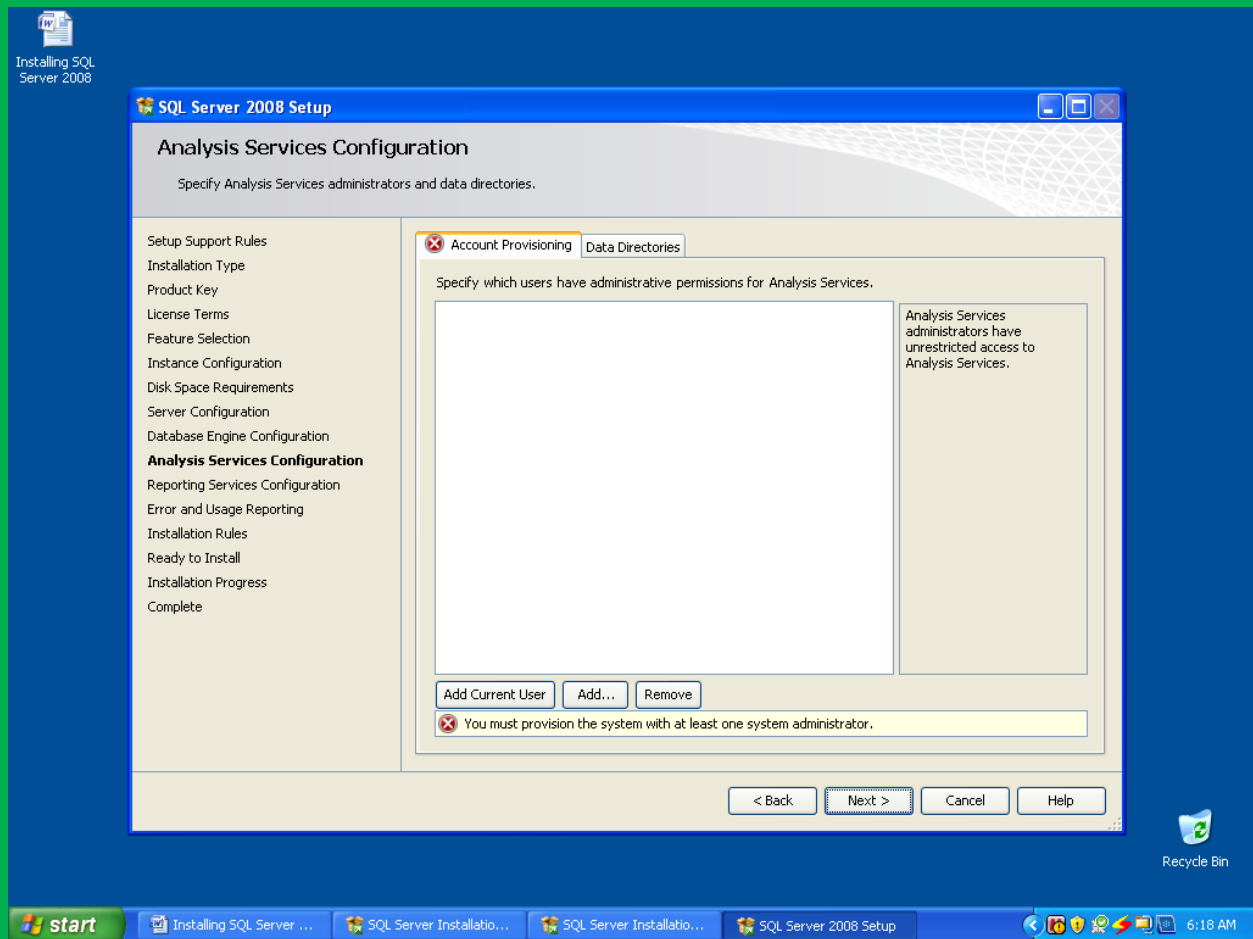 Installing SQL
Server 2008
SQL Server 2008 Setup
Analysis Services Configuration
Specify Analysis Services administrators and data directories.
Setup Support Rules
Installation Type
Product Key
License Terms
Feature Selection
Instance Configuration
Disk Space Requirements
Server Configuration
Database Engine Configuration
Analysis Services Configuration
Reporting Services Configuration
Error and Usage Reporting
Installation Rules
Ready to Install
Installation Progress
Complete
Account Provisioning
Data Directories
Specify which users have administrative permissions for Analysis Services.
Analysis Services
administrators have
unrestricted access to
Analysis Services.
Add Current User
Add...
Remove
You must provision the system with at least one system administrator.
< Back
Next >
Cancel
Help
Recycle Bin
start
Installing SQL Server ...
SQL Server Installatio...
SQL Server Installatio...
SQL Server 2008 Setup
6:18 AM